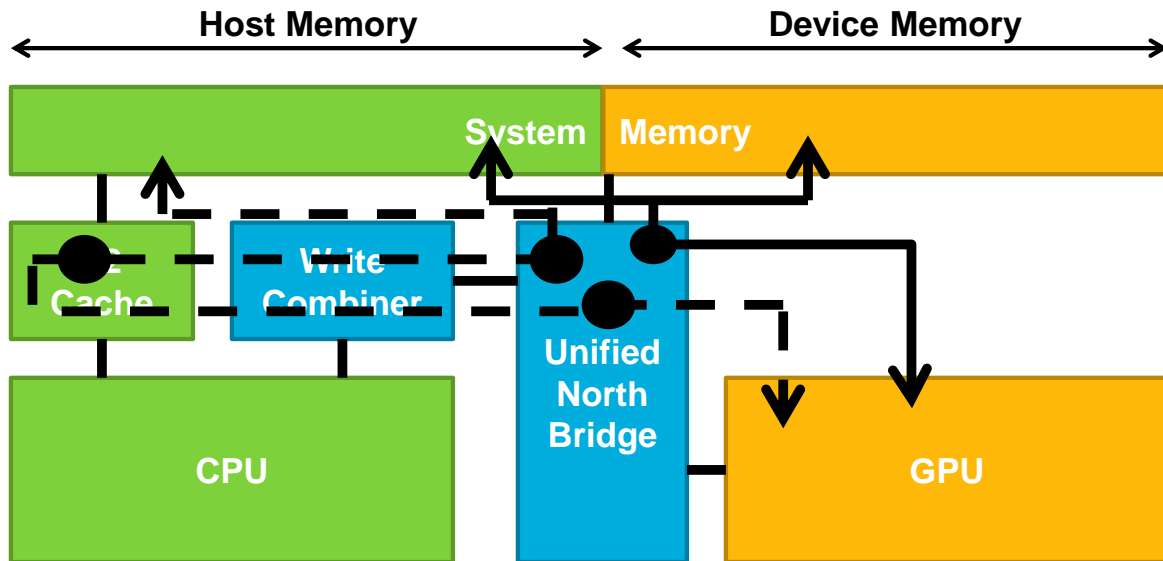 Host Memory
Device Memory
System Memory
Cache
Write
Combiner
Unified
North
Bridge
CPU
GPU